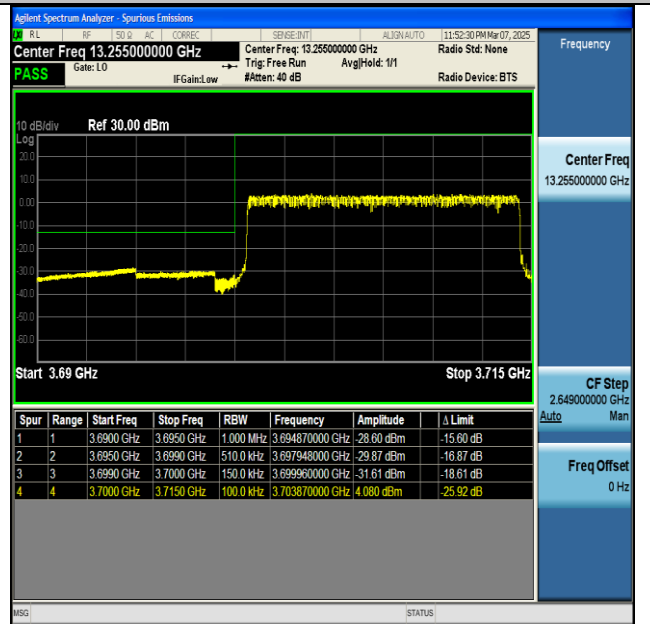 Agilent Spectrum Analyzer - Spurious Emissions
RL RF 50 Ω AC CORREC SENSE:INT ALIGN AUTO 11:52:30 PM Mar 07, 2025
Center Freq 13.255000000 GHz Center Freq: 13.255000000 GHz Radio Std: None Frequency
Trig: Free Run Avg|Hold: 1/1
PASS Gate: LO IFGain:Low #Atten: 40 dB Radio Device: BTS
10 dB/div Ref 30.00 dBm
Log
20.0
10.0
0.00
-10.0
-20.0
-30.0
-40.0
-50.0
-60.0
Start 3.69 GHz Stop 3.715 GHz
Center Freq
13.255000000 GHz
CF Step
2.649000000 GHz
Auto Man
Freq Offset
0 Hz
Spur Range Start Freq Stop Freq RBW Frequency Amplitude Δ Limit
1 1 3.6900 GHz 3.6950 GHz 1.000 MHz 3.694870000 GHz -28.60 dBm -15.60 dB
2 2 3.6950 GHz 3.6990 GHz 510.0 kHz 3.697948000 GHz -29.87 dBm -16.87 dB
3 3 3.6990 GHz 3.7000 GHz 150.0 kHz 3.699960000 GHz -31.61 dBm -18.61 dB
4 4 3.7000 GHz 3.7150 GHz 100.0 kHz 3.703870000 GHz 4.080 dBm -25.92 dB
MSG STATUS